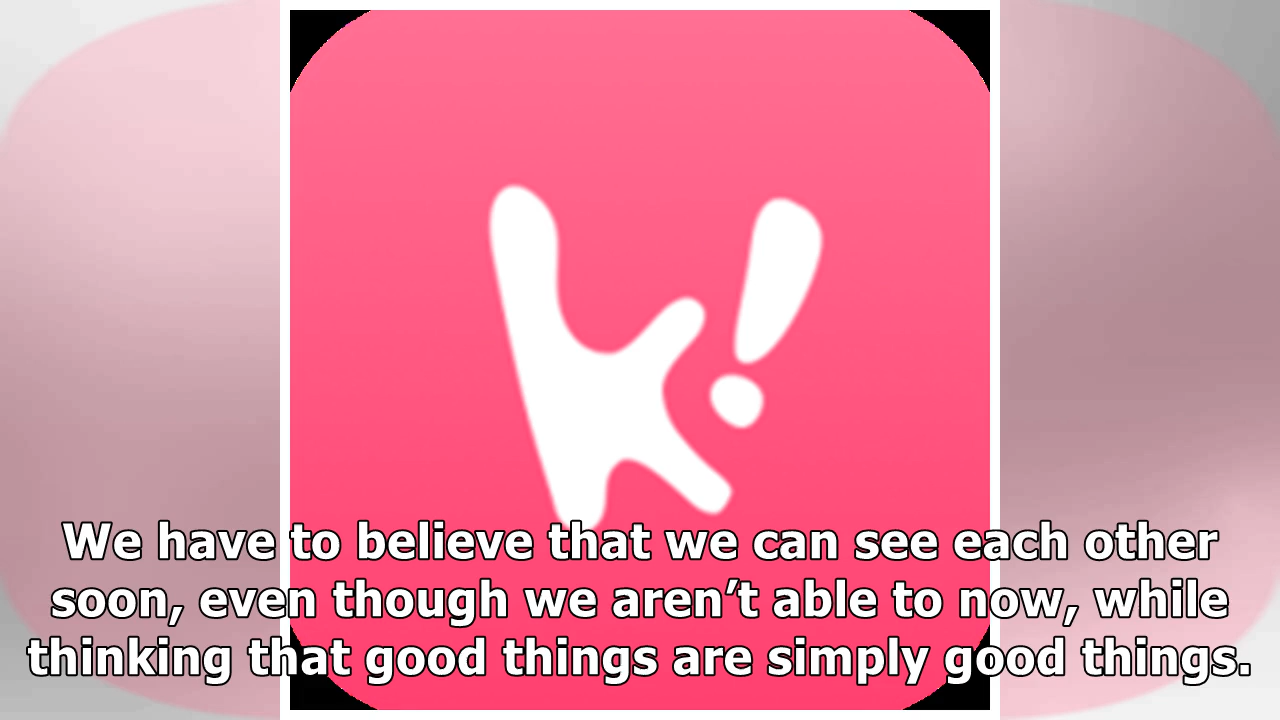 k!
We have to believe that we can see each other
soon, even though we aren’t able to now, while
thinking that good things are simply good things.